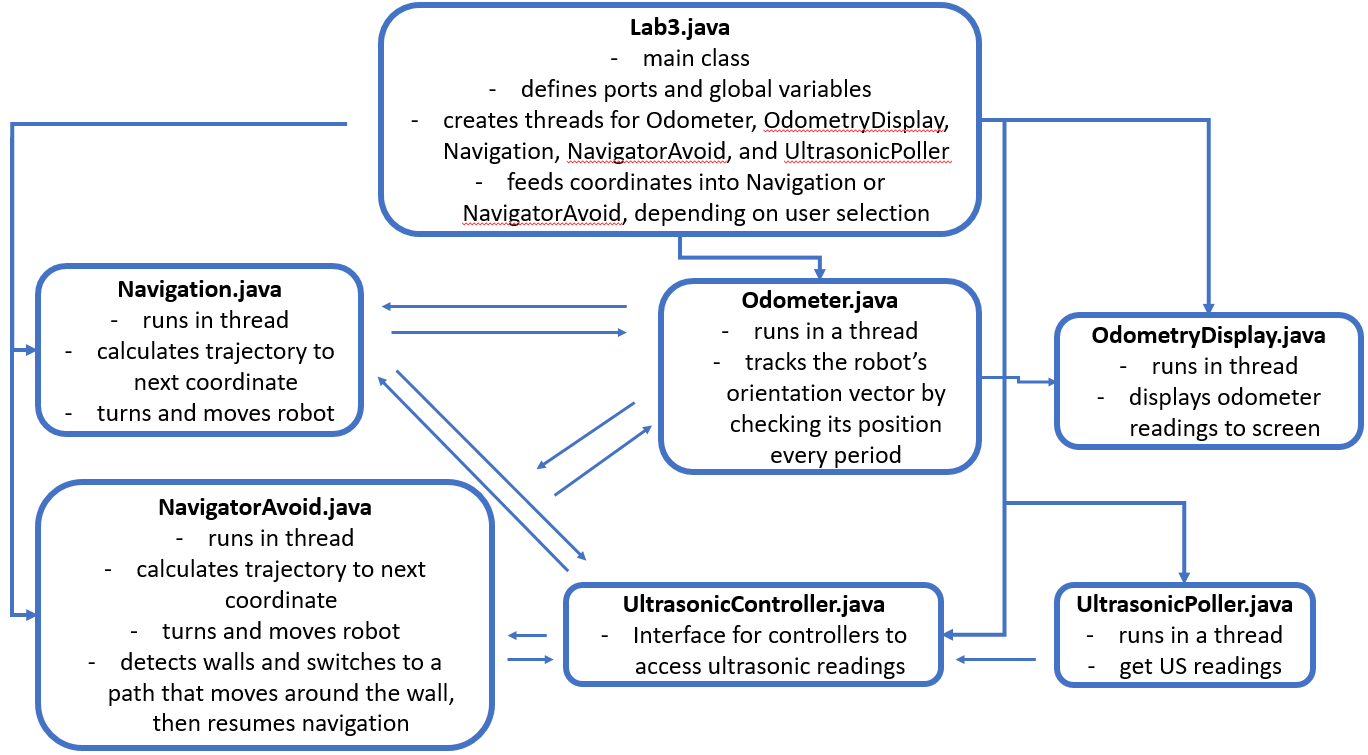 Lab3.java
- main class
- defines ports and global variables
- creates threads for Odometer, OdometryDisplay,
Navigation, NavigatorAvoid, and UltrasonicPoller
- feeds coordinates into Navigation or
NavigatorAvoid, depending on user selection
Navigation.java
- runs in thread
- calculates trajectory to
next coordinate
- turns and moves robot
Odometer.java
- runs in a thread
- tracks the robot’s
orientation vector by
checking its position
every period
OdometryDisplay.java
- runs in thread
- displays odometer
readings to screen
NavigatorAvoid.java
- runs in thread
- calculates trajectory to next
coordinate
- turns and moves robot
- detects walls and switches to a
path that moves around the wall,
then resumes navigation
UltrasonicController.java
- Interface for controllers to
access ultrasonic readings
UltrasonicPoller.java
- runs in a thread
- get US readings